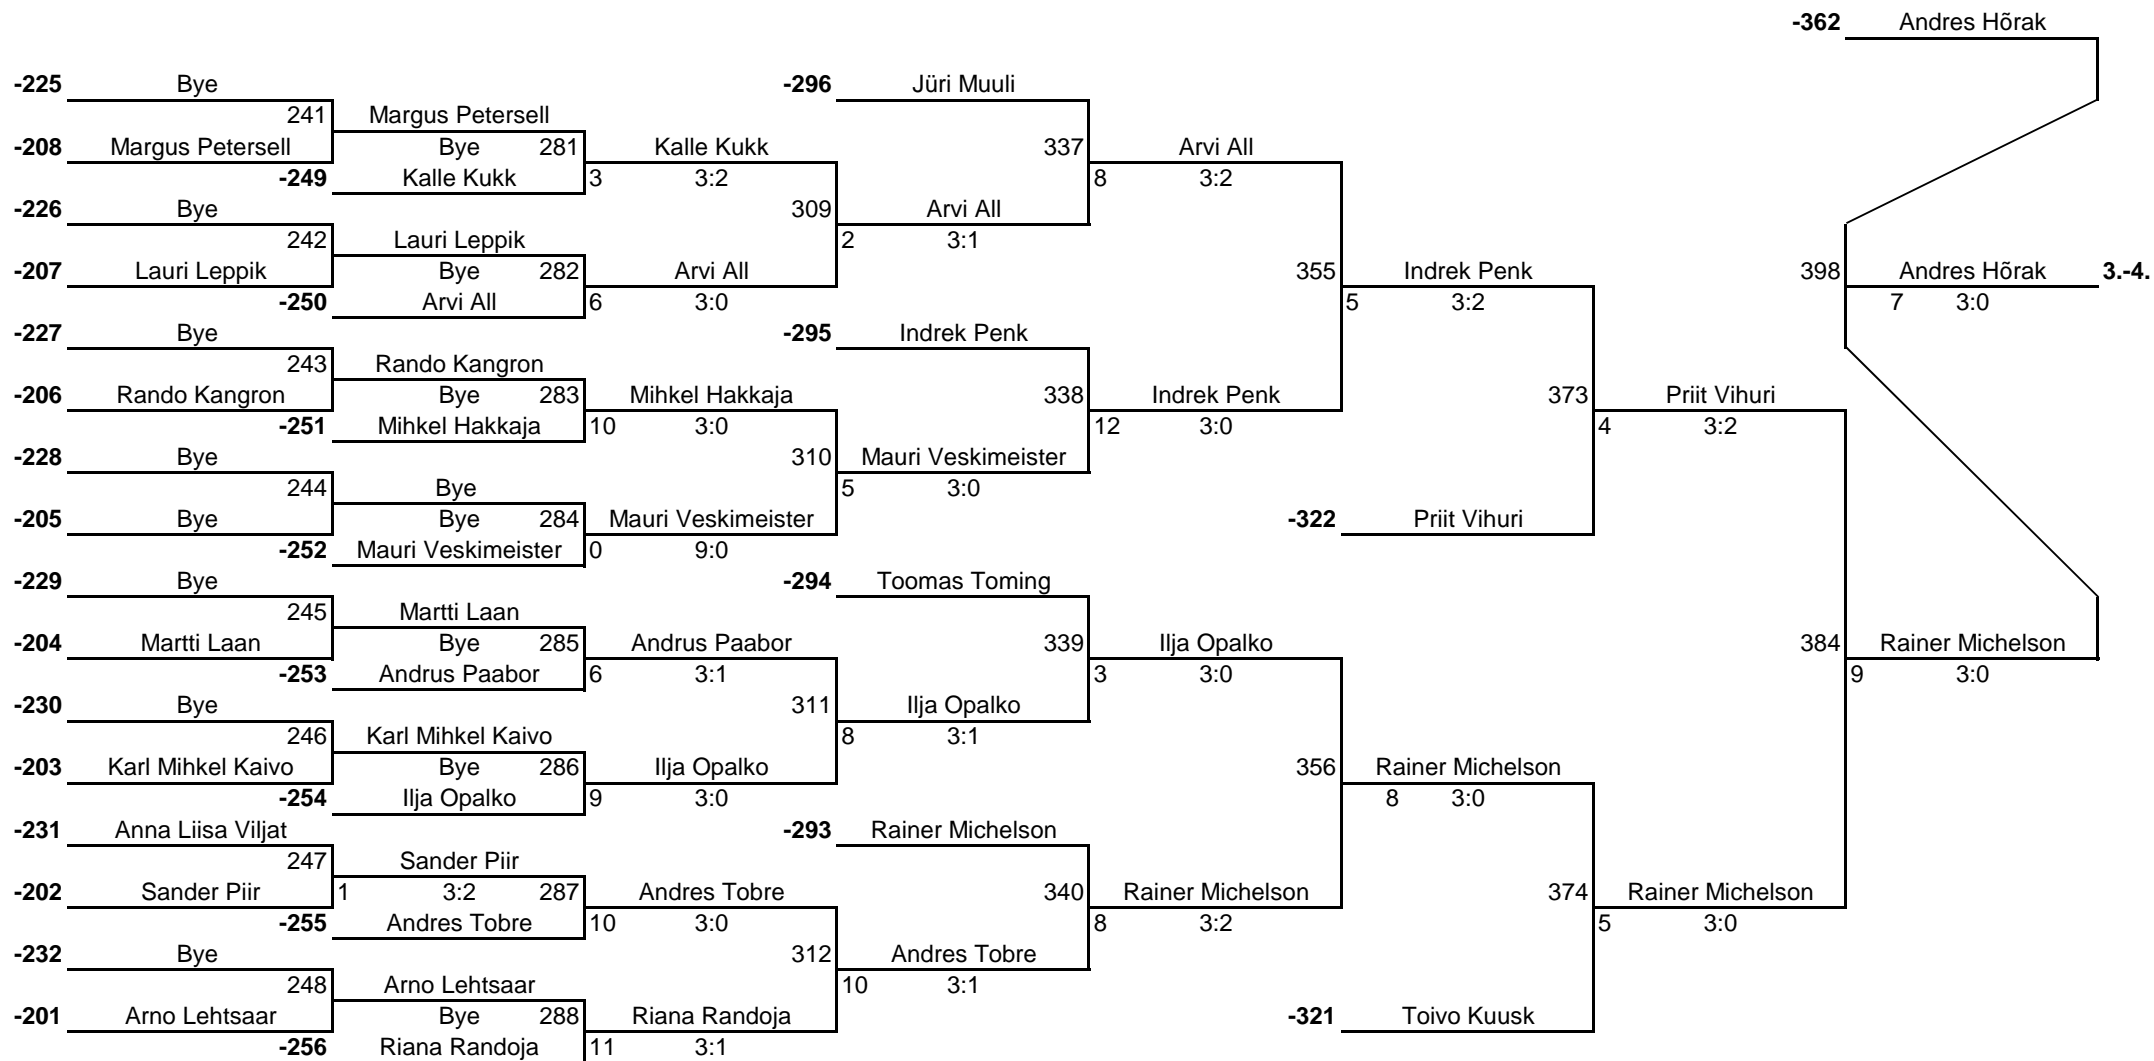 -362 Andres Hõrak
-225 Bye -296 Jüri Muuli
241 Margus Petersell
-208 Margus Petersell Bye 281 Kalle Kukk 337 Arvi All
-249 Kalle Kukk 3 3:2 8 3:2
-226 Bye 309 Arvi All
242 Lauri Leppik 2 3:1
-207 Lauri Leppik Bye 282 Arvi All 355 Indrek Penk 398 Andres Hõrak 3.-4.
-250 Arvi All 6 3:0 5 3:2 7 3:0
-227 Bye -295 Indrek Penk
243 Rando Kangron
-206 Rando Kangron Bye 283 Mihkel Hakkaja 338 Indrek Penk 373 Priit Vihuri
-251 Mihkel Hakkaja 10 3:0 12 3:0 4 3:2
-228 Bye 310 Mauri Veskimeister
244 Bye 5 3:0
-205 Bye Bye 284 Mauri Veskimeister -322 Priit Vihuri
-252 Mauri Veskimeister 0 9:0
-229 Bye -294 Toomas Toming
245 Martti Laan
-204 Martti Laan Bye 285 Andrus Paabor 339 Ilja Opalko 384 Rainer Michelson
-253 Andrus Paabor 6 3:1 3 3:0 9 3:0
-230 Bye 311 Ilja Opalko
246 Karl Mihkel Kaivo 8 3:1
-203 Karl Mihkel Kaivo Bye 286 Ilja Opalko 356 Rainer Michelson
-254 Ilja Opalko 9 3:0 8 3:0
-231 Anna Liisa Viljat -293 Rainer Michelson
247 Sander Piir
-202 Sander Piir 1 3:2 287 Andres Tobre 340 Rainer Michelson 374 Rainer Michelson
-255 Andres Tobre 10 3:0 8 3:2 5 3:0
-232 Bye 312 Andres Tobre
248 Arno Lehtsaar 10 3:1
-201 Arno Lehtsaar Bye 288 Riana Randoja -321 Toivo Kuusk
-256 Riana Randoja 11 3:1